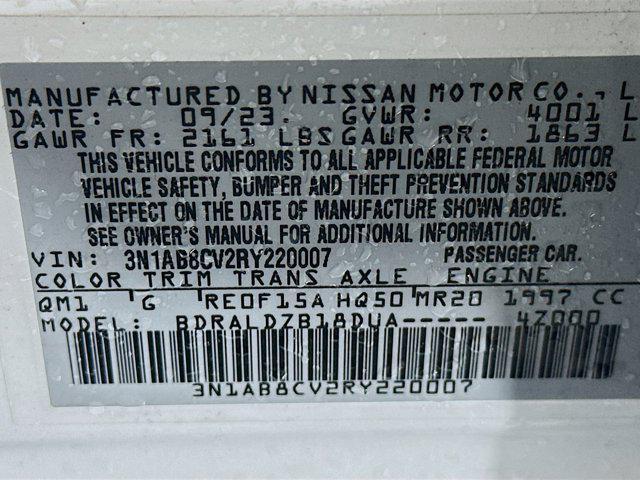 MANUFACTURED BY NISSAN MOTOR CO., L
DATE: 09/23. GVWR: 4001 L
GAWR FR: 2161 LBS GAWR RR: 1863 L
THIS VEHICLE CONFORMS TO ALL APPLICABLE FEDERAL MOTOR
VEHICLE SAFETY, BUMPER AND THEFT PREVENTION STANDARDS
IN EFFECT ON THE DATE OF MANUFACTURE SHOWN ABOVE.
SEE OWNER'S MANUAL FOR ADDITIONAL INFORMATION.
VIN: 3N1AB8CV2RY220007 PASSENGER CAR.
COLOR TRIM TRANS AXLE ENGINE
QM1 G RE0F15A HQ50 MR20 1997 CC
MODEL: BDRALDZB18DUA----- 4Z000
3N1AB8CV2RY220007